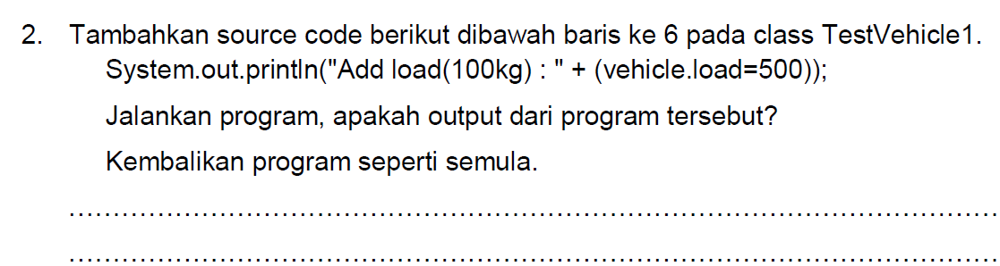 2. Tambahkan source code berikut dibawah baris ke 6 pada class TestVehicle1.
System.out.println("Add load(100kg) : " + (vehicle.load=500));
Jalankan program, apakah output dari program tersebut?
Kembalikan program seperti semula.